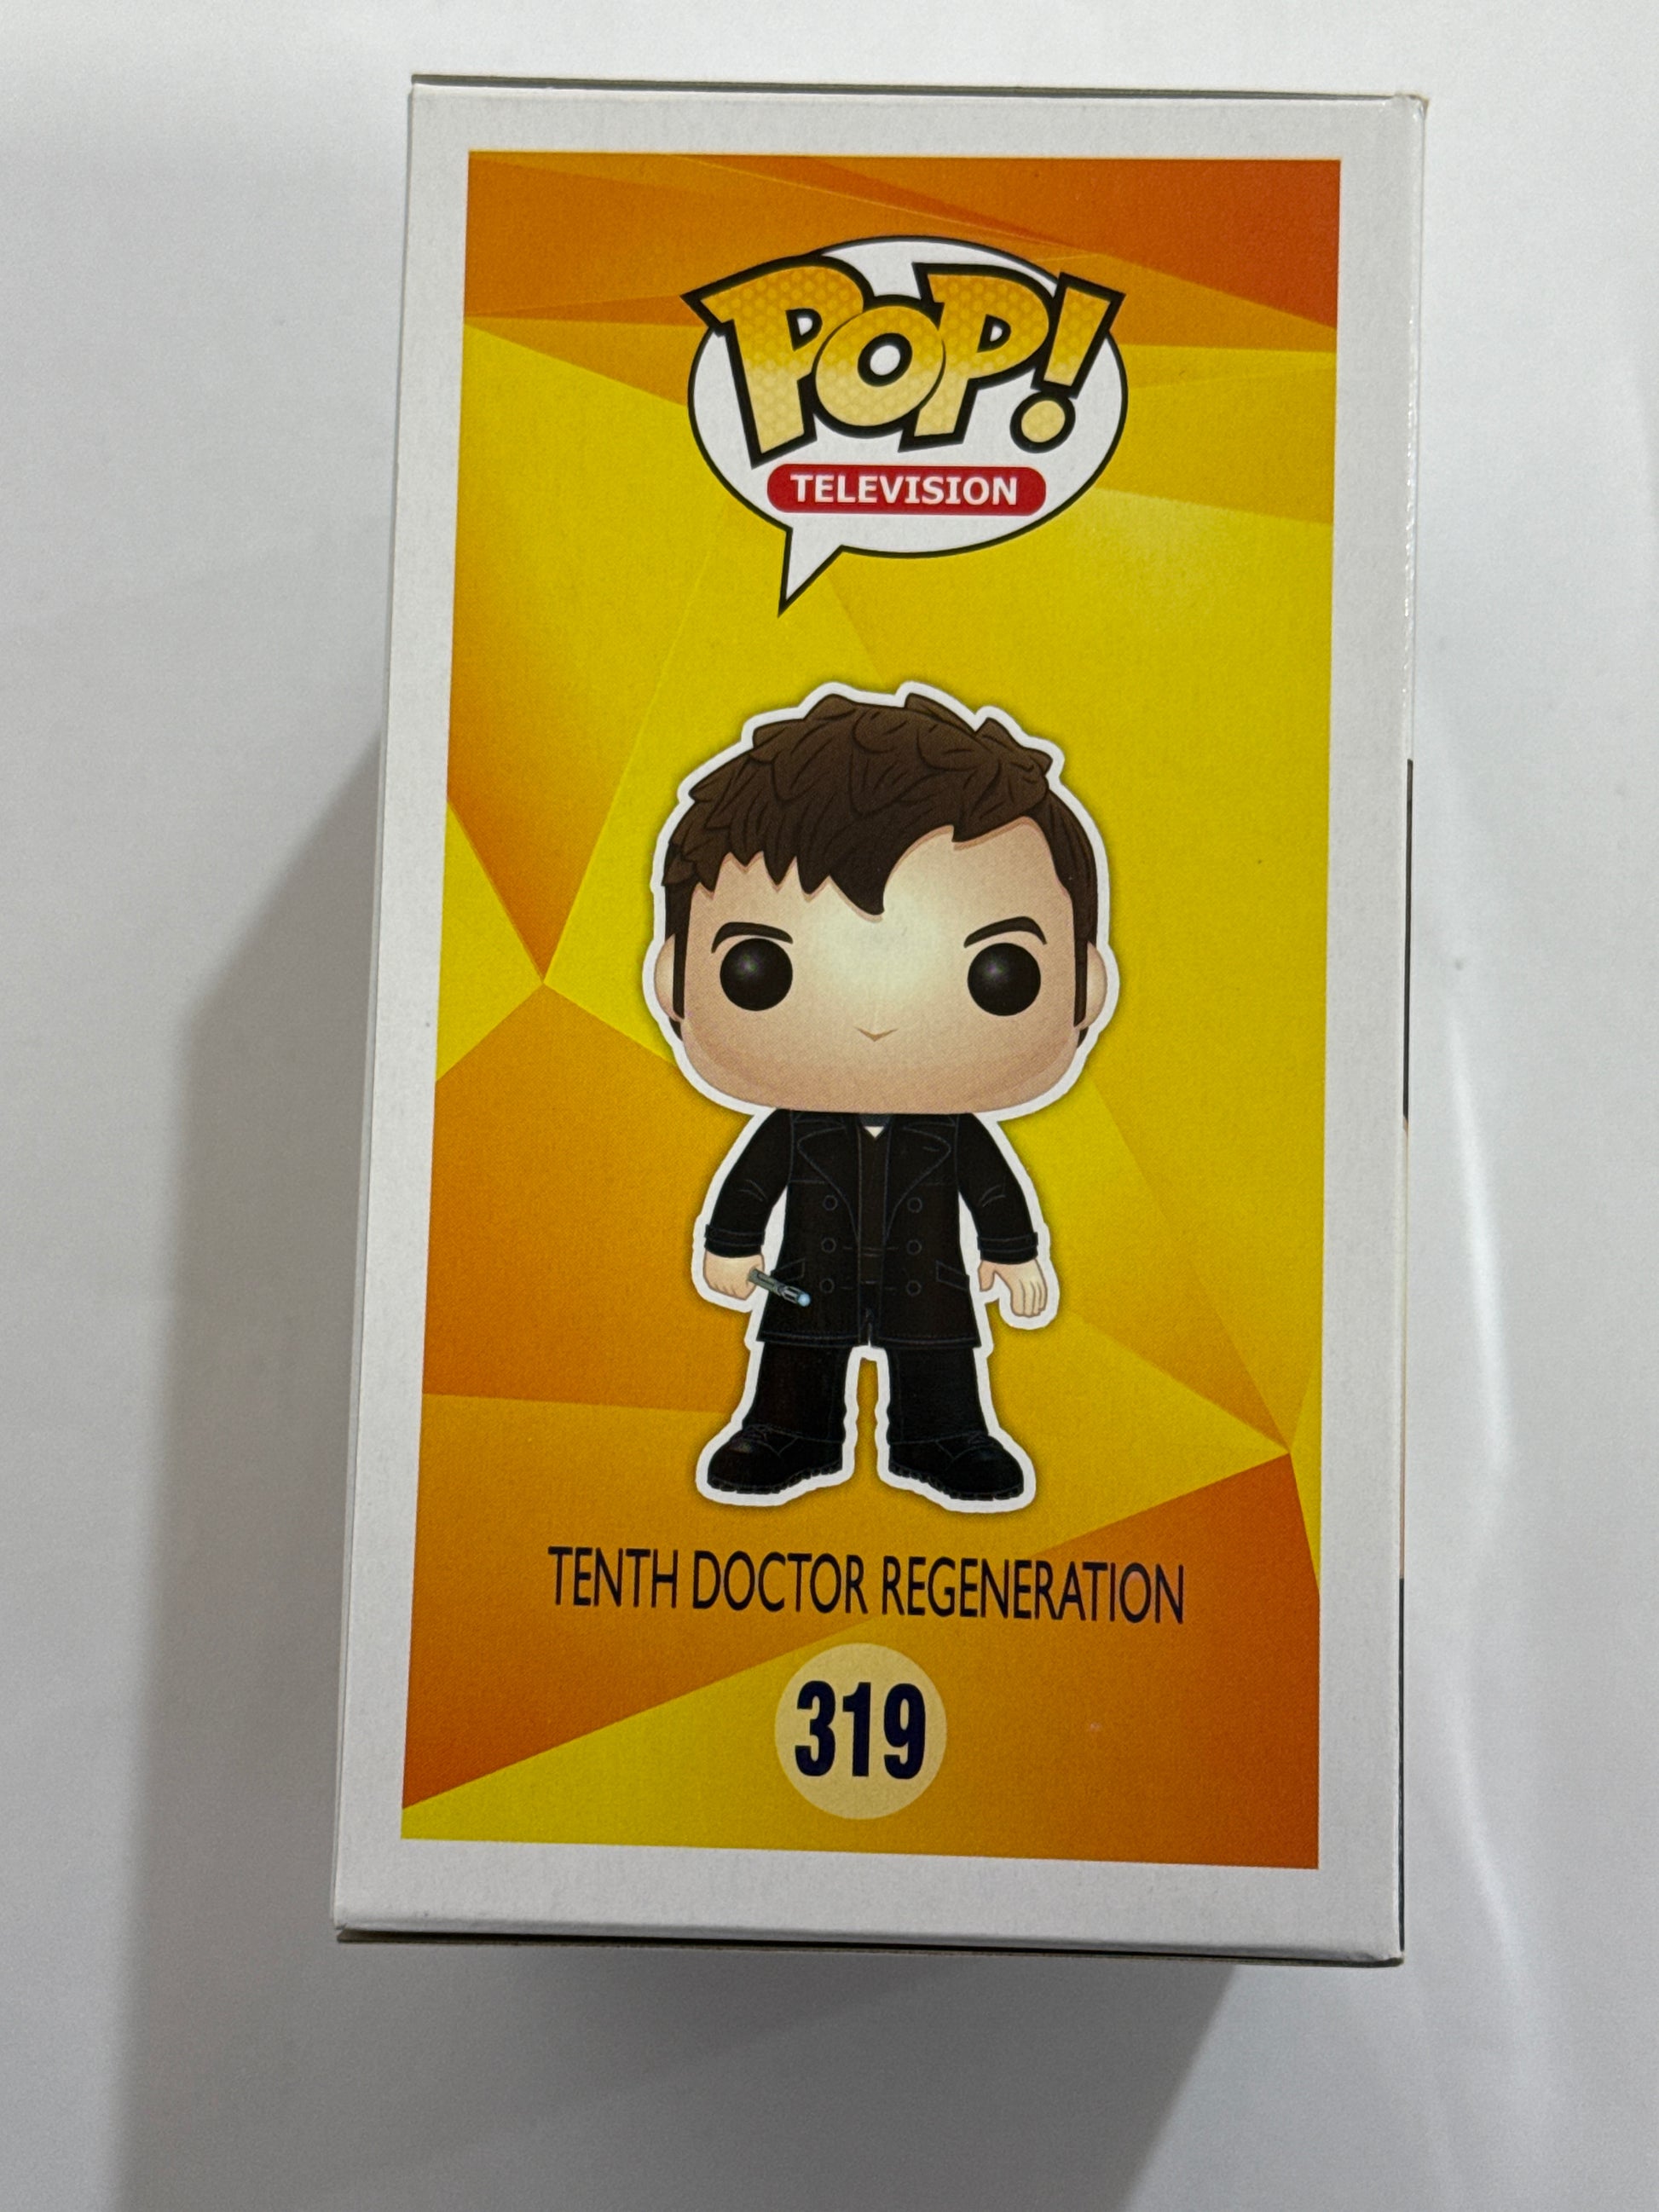 POP!
TELEVISION
TENTH DOCTOR REGENERATION
319